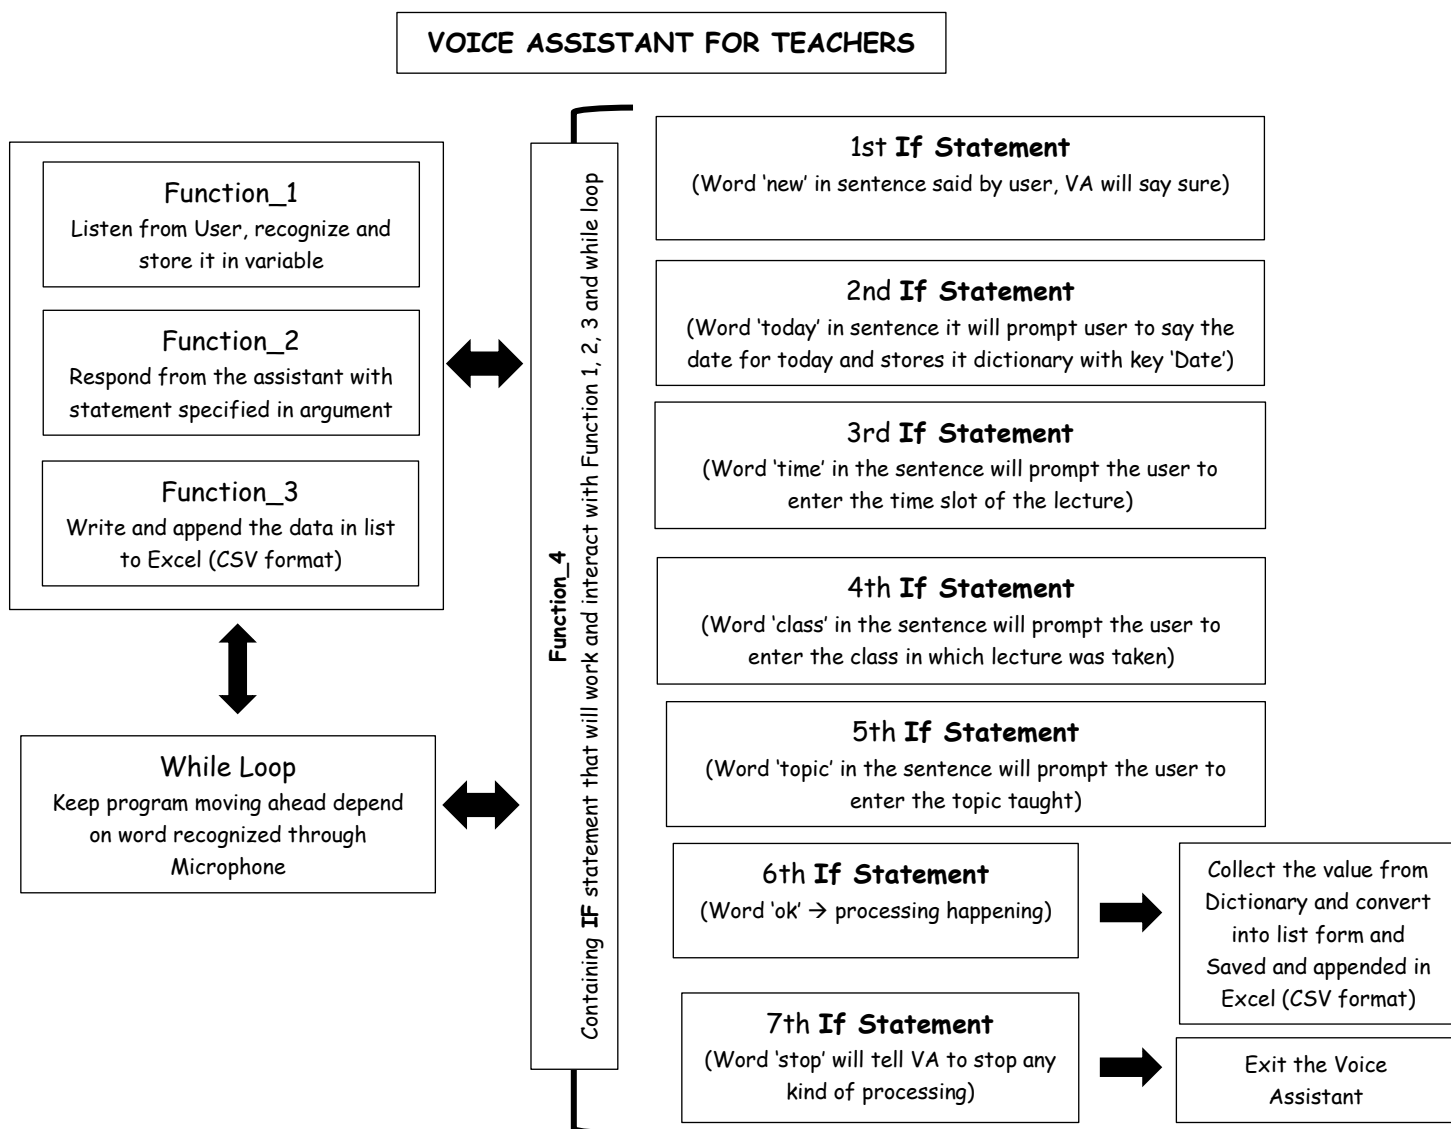 VOICE ASSISTANT FOR TEACHERS
Function_1
Listen from User, recognize and
store it in variable
Function_2
Respond from the assistant with
statement specified in argument
Function_3
Write and append the data in list
to Excel (CSV format)
While Loop
Keep program moving ahead depend
on word recognized through
Microphone
Function_4
Containing IF statement that will work and interact with Function 1, 2, 3 and while loop
1st If Statement
(Word ‘new’ in sentence said by user, VA will say sure)
2nd If Statement
(Word ‘today’ in sentence it will prompt user to say the
date for today and stores it dictionary with key ‘Date’)
3rd If Statement
(Word ‘time’ in the sentence will prompt the user to
enter the time slot of the lecture)
4th If Statement
(Word ‘class’ in the sentence will prompt the user to
enter the class in which lecture was taken)
5th If Statement
(Word ‘topic’ in the sentence will prompt the user to
enter the topic taught)
6th If Statement
(Word ‘ok’ → processing happening)
Collect the value from
Dictionary and convert
into list form and
Saved and appended in
Excel (CSV format)
7th If Statement
(Word ‘stop’ will tell VA to stop any
kind of processing)
Exit the Voice
Assistant